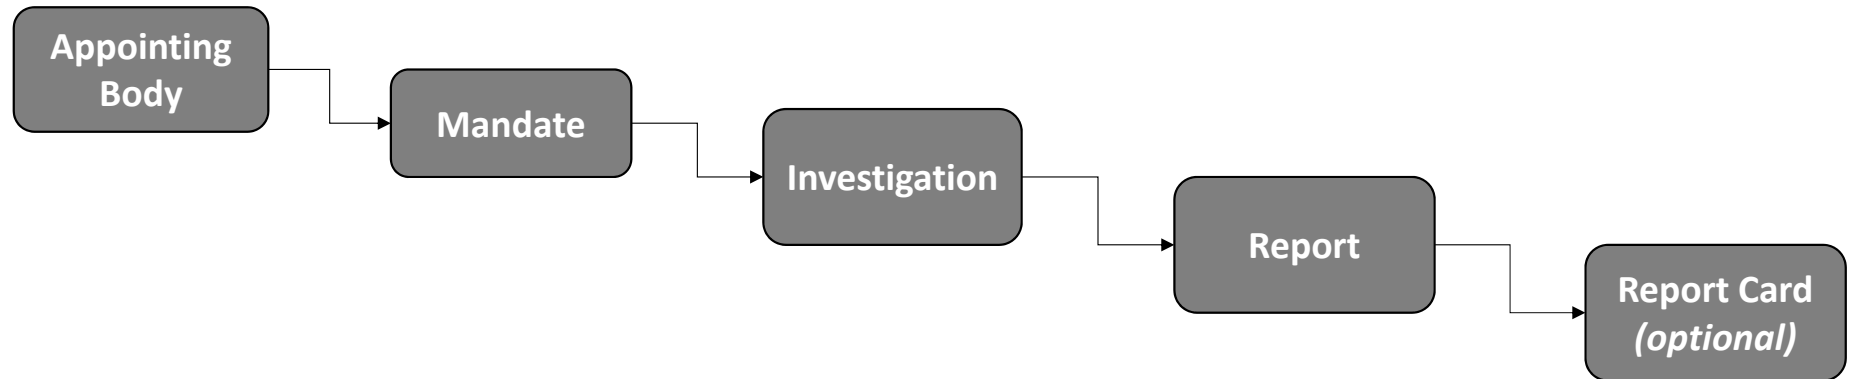 Appointing
Body
Mandate
Investigation
Report
Report Card
(optional)